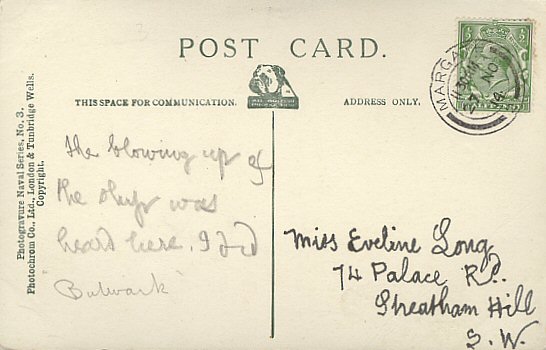 POST CARD.
THIS SPACE FOR COMMUNICATION.
ADDRESS ONLY.
Photogravure Naval Series, No. 3.
Photochrom Co., Ltd., London & Tunbridge Wells.
Copyright.
MARGA
NO
the blowing up of
the ship was
heard here. I
"Bulwark"
Miss Eveline Long
74 Palace Rd.
Streatham Hill
S. W.